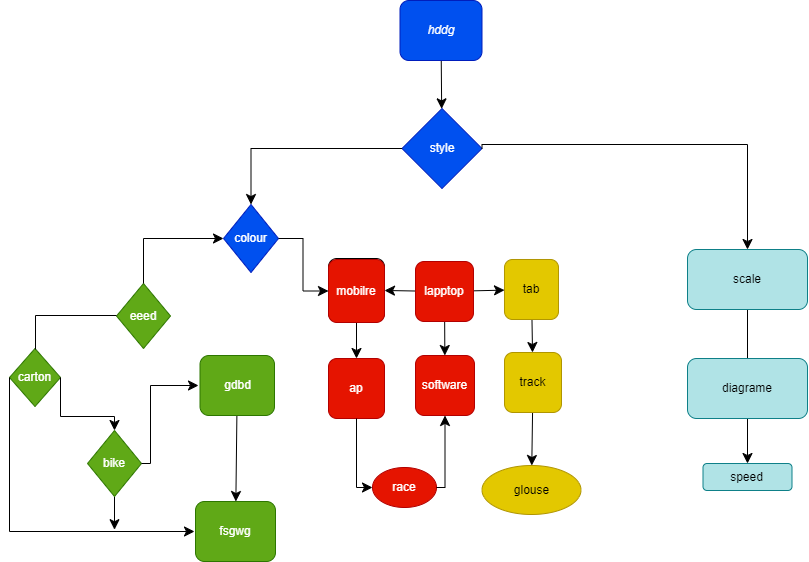 hddg
style
colour
mobilre
lapptop
tab
scale
eeed
carton
gdbd
ap
software
track
diagrame
bike
race
glouse
speed
fsgwg